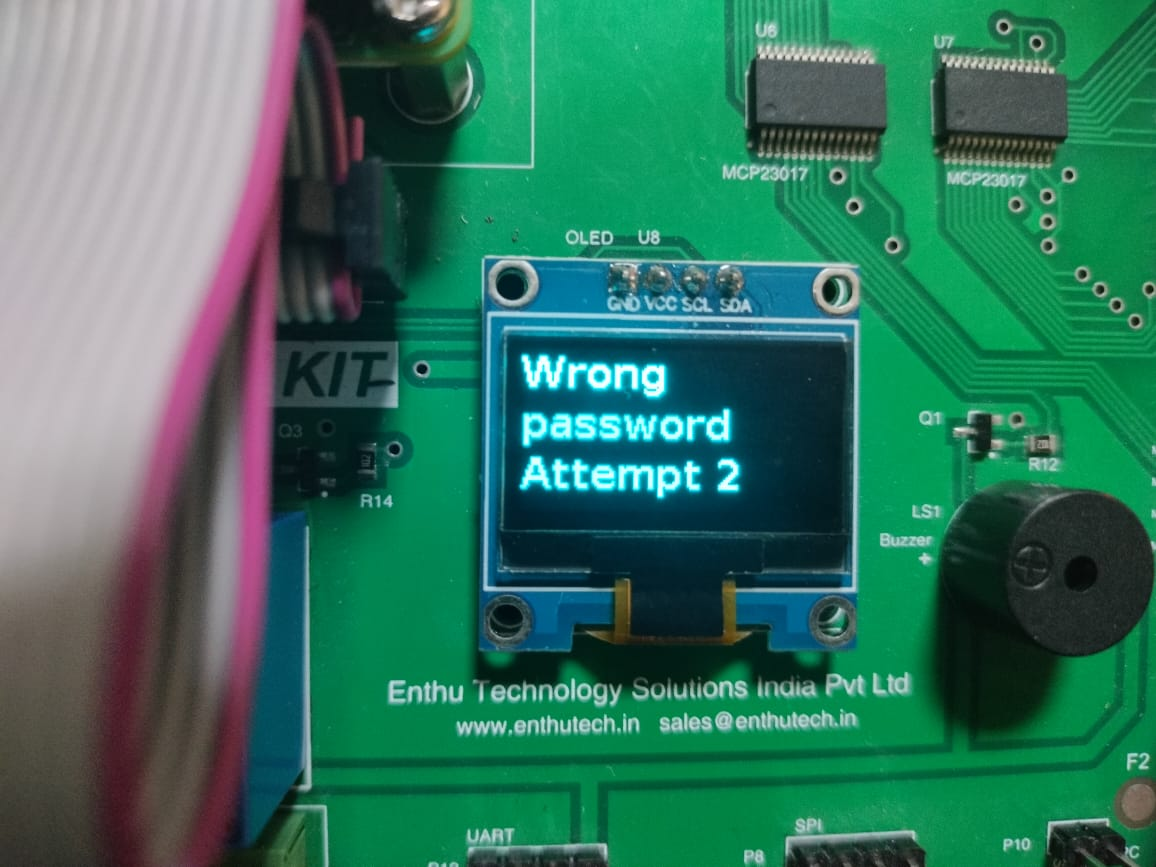 U6
U7
MCP23017
MCP23017
OLED U8
GND VCC SCL SDA
KIT
Wrong
password
Attempt 2
Q3
R14
Q1
R12
LS1
Buzzer
+
Enthu Technology Solutions India Pvt Ltd
www.enthutech.in sales@enthutech.in
F2
UART
SPI
P8
P10